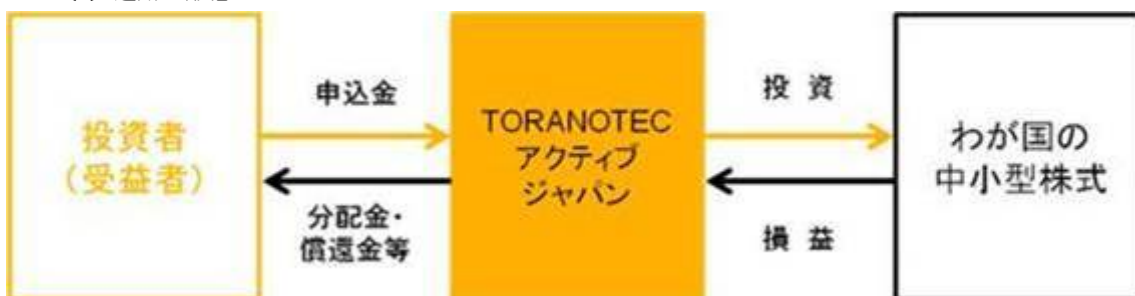 投資者
(受益者)
申込金
分配金・
償還金等
TORANOTEC
アクティブ
ジャパン
投 資
損 益
わが国の
中小型株式